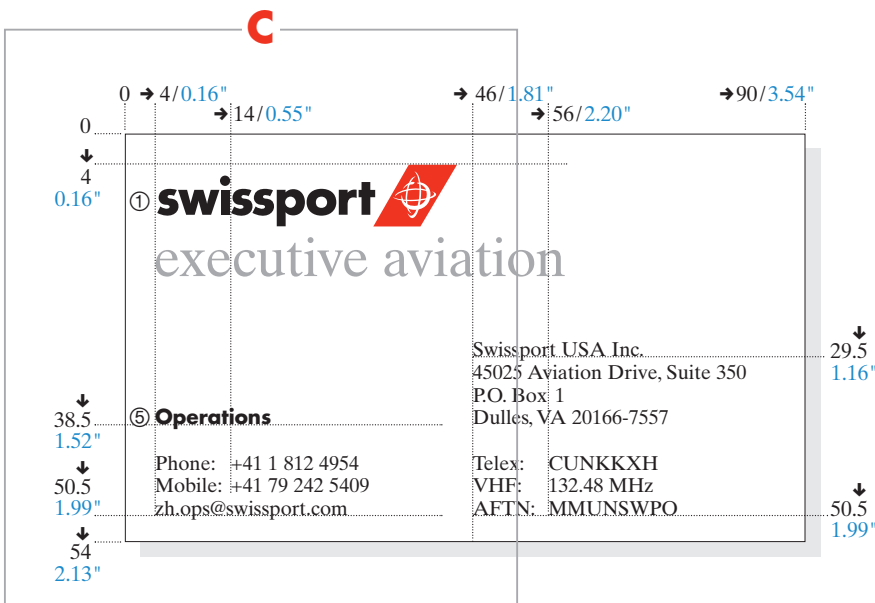 C
0 ➔ 4/0.16" ➔ 46/1.81" ➔90/3.54"
➔ 14/0.55" ➔ 56/2.20"
0
4
0.16"
① swissport
executive aviation
Swissport USA Inc.
45025 Aviation Drive, Suite 350
P.O. Box 1
Dulles, VA 20166-7557
29.5
1.16"
38.5
1.52"
⑤ Operations
Phone: +41 1 812 4954
Mobile: +41 79 242 5409
zh.ops@swissport.com
Telex: CUNKKXH
VHF: 132.48 MHz
AFTN: MMUNSWPO
50.5
1.99"
50.5
1.99"
54
2.13"